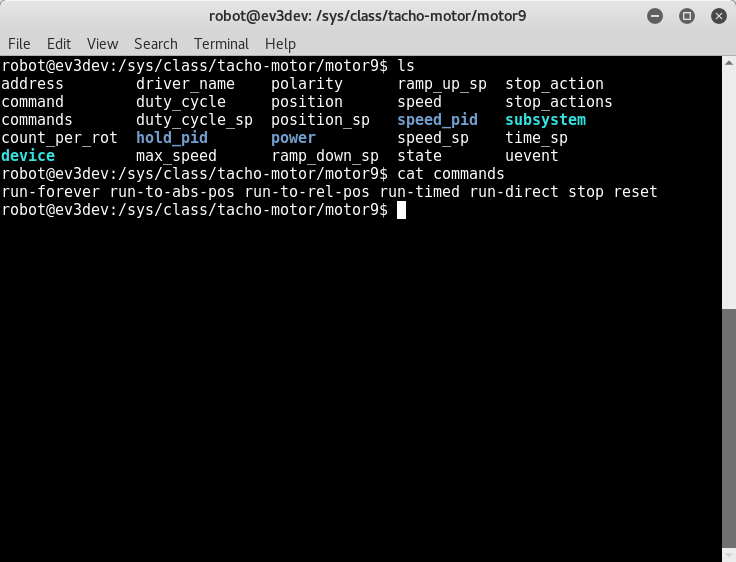 robot@ev3dev: /sys/class/tacho-motor/motor9
File Edit View Search Terminal Help
robot@ev3dev:/sys/class/tacho-motor/motor9$ ls
address driver_name polarity ramp_up_sp stop_action
command duty_cycle position speed stop_actions
commands duty_cycle_sp position_sp speed_pid subsystem
count_per_rot hold_pid power speed_sp time_sp
device max_speed ramp_down_sp state uevent
robot@ev3dev:/sys/class/tacho-motor/motor9$ cat commands
run-forever run-to-abs-pos run-to-rel-pos run-timed run-direct stop reset
robot@ev3dev:/sys/class/tacho-motor/motor9$